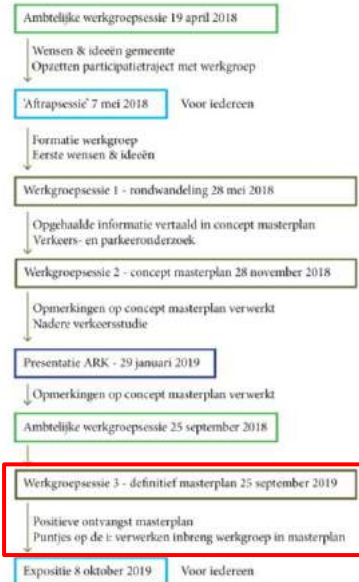 Ambtelijke werkgroepsessie 19 april 2018
Wensen & ideeën gemeente
Opzetten participatietraject met werkgroep
'Aftrapsessie' 7 mei 2018 Voor iedereen
Formatie werkgroep
Eerste wensen & ideeën
Werkgroepsessie 1 - rondwandeling 28 mei 2018
Opgehaalde informatie vertaald in concept masterplan
Verkeers- en parkeeronderzoek
Werkgroepsessie 2 - concept masterplan 28 november 2018
Opmerkingen op concept masterplan verwerkt
Nadere verkeersstudie
Presentatie ARK - 29 januari 2019
Opmerkingen op concept masterplan verwerkt
Ambtelijke werkgroepsessie 25 september 2018
Werkgroepsessie 3 - definitief masterplan 25 september 2019
Positieve ontvangst masterplan
Puntjes op de i: verwerken inbreng werkgroep in masterplan
Expositie 8 oktober 2019 Voor iedereen